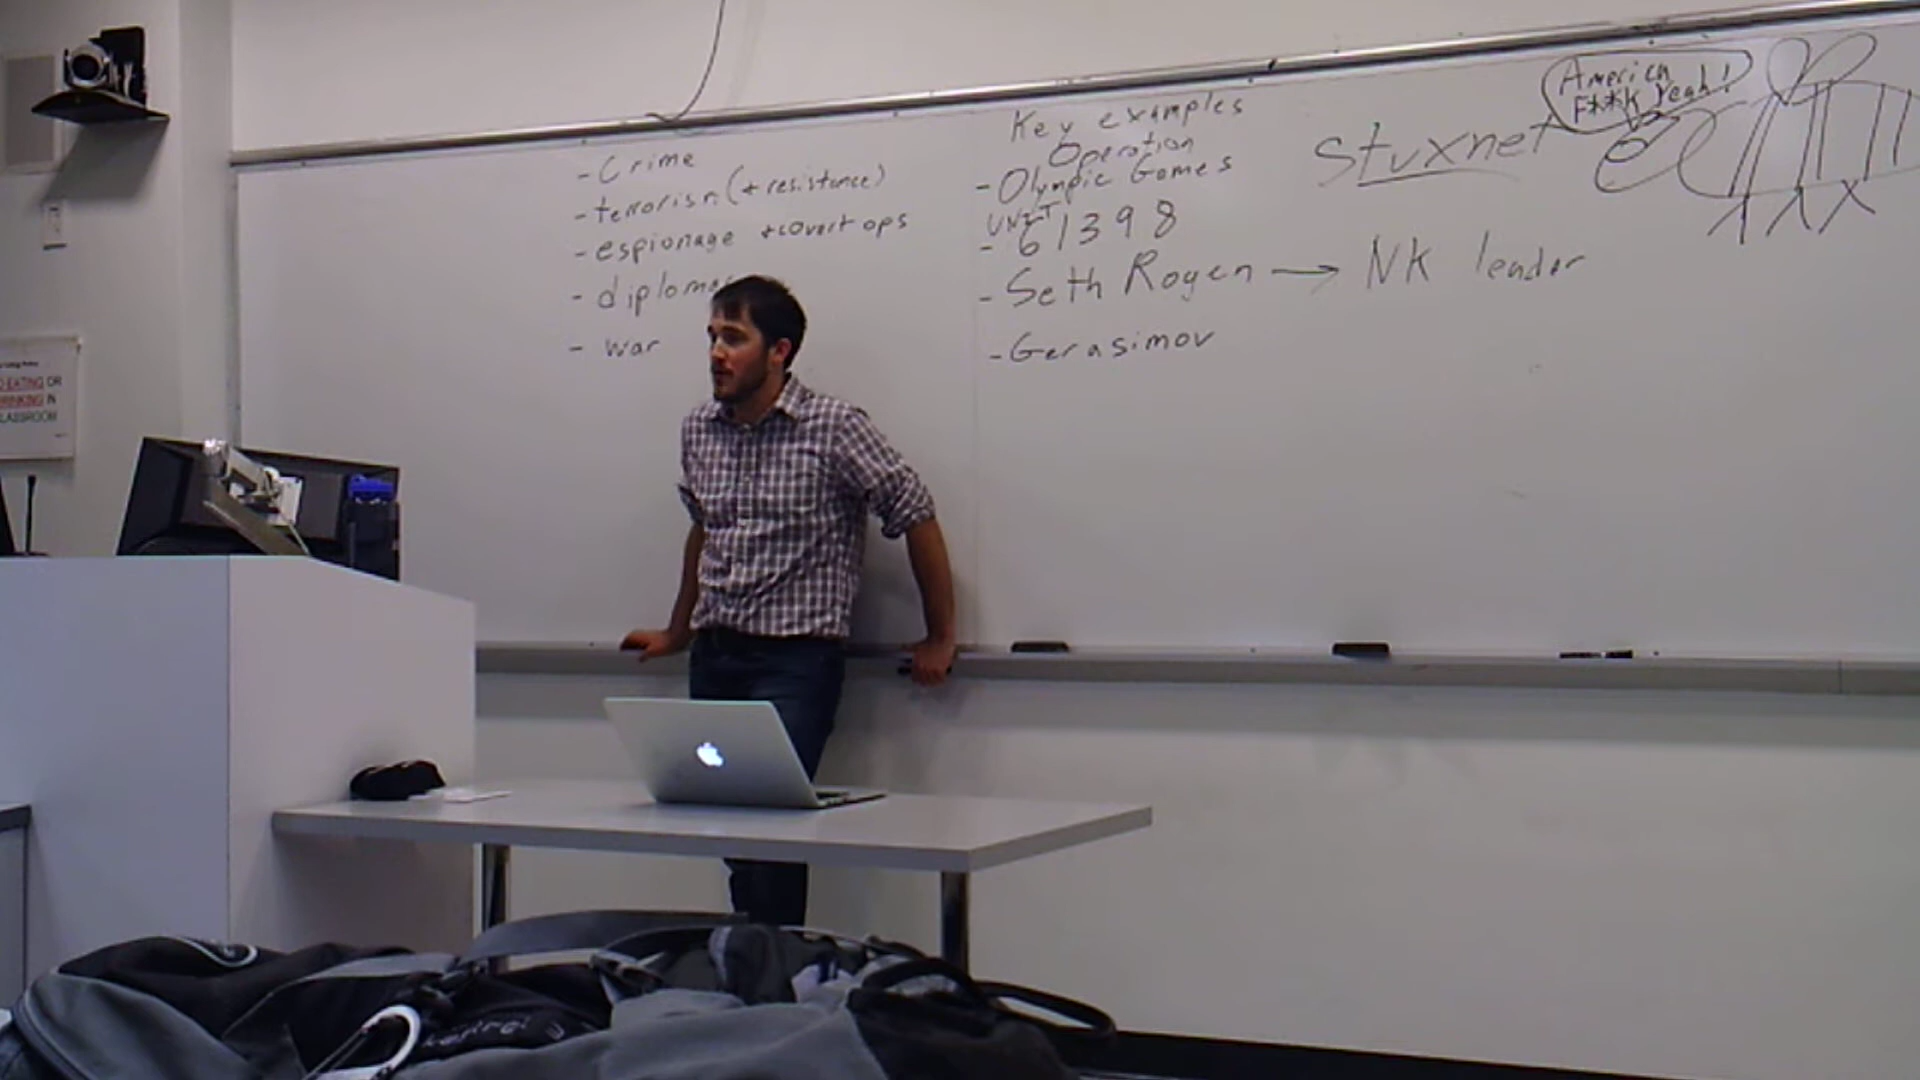 - Crime
- terrorism (+ resistance)
- espionage + covert ops
- diplomac
- war
Key examples
Operation
- Olympic Games
UNIT
- 61398
- Seth Rogen → NK leader
- Gerasimov
Stuxnet
America
F**k Yeah!
EATING OR
DRINKING IN
CLASSROOM